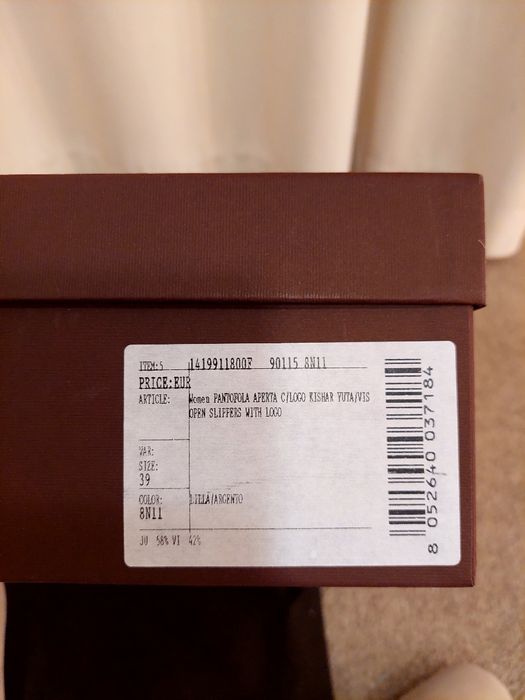 ITEM:S 1419911800F 90115 8N11
PRICE:EUR
ARTICLE: Women PANTOFOLA APERTA C/LOGO KISHAR YUTA/VIS
OPEN SLIPPERS WITH LOGO
VAR:
SIZE:
39
COLOR: LILLA/ARGENTO
8N11
JU 58% VI 42%
8 052640 037184